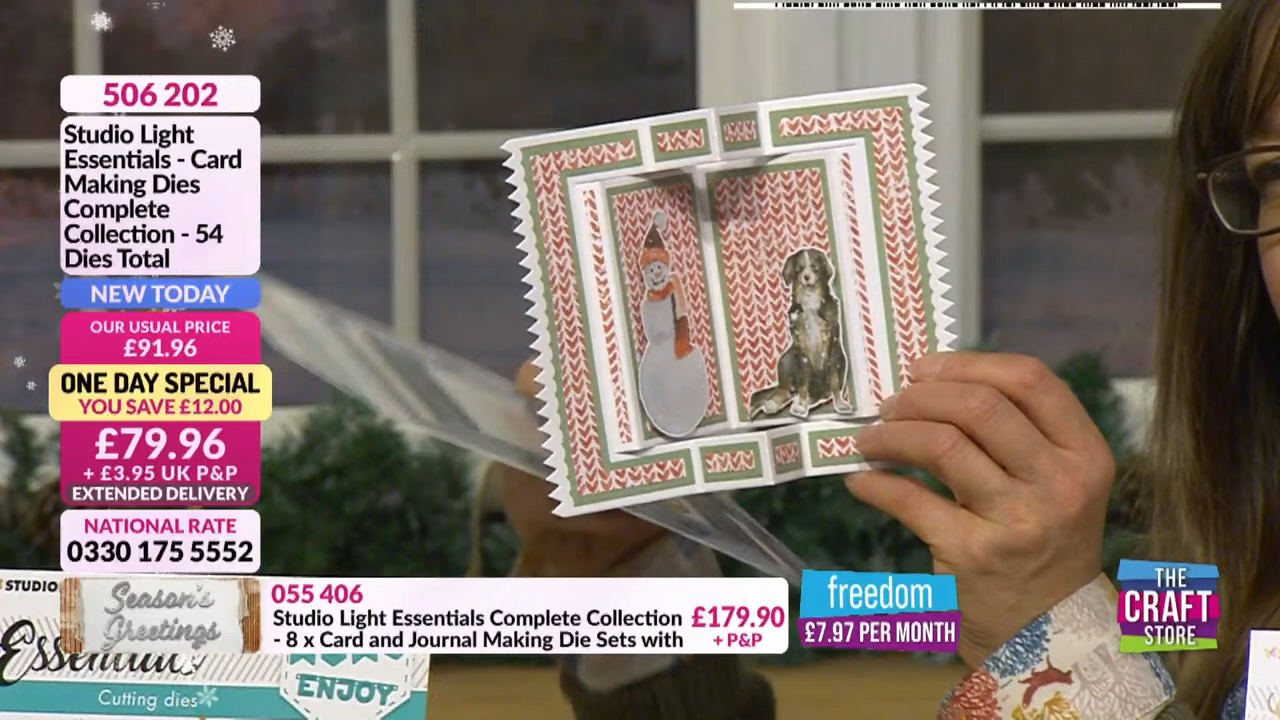 506 202
Studio Light
Essentials - Card
Making Dies
Complete
Collection - 54
Dies Total
NEW TODAY
OUR USUAL PRICE
£91.96
ONE DAY SPECIAL
YOU SAVE £12.00
£79.96
+ £3.95 UK P&P
EXTENDED DELIVERY
NATIONAL RATE
0330 175 5552
STUDIO
Season's
Greetings
Essentials
Cutting dies
ENJOY
055 406
Studio Light Essentials Complete Collection
- 8 x Card and Journal Making Die Sets with
£179.90
+ P&P
freedom
£7.97 PER MONTH
THE
CRAFT
STORE